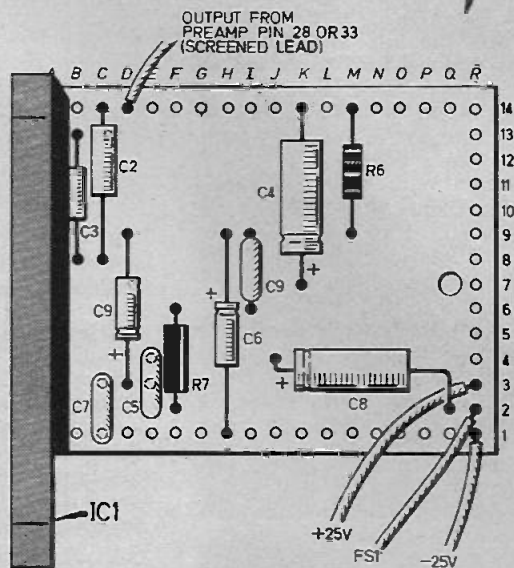 OUTPUT FROM
PREAMP PIN 28 OR 33
(SCREENED LEAD)
A B C D E F G H I J K L M N O P Q R
14
13
12
11
10
9
8
7
6
5
4
3
2
1
C2
C3
C4
R6
C9
+
C9
+
C6
+
C7
C5
R7
+
C8
IC1
+25V
FS1
-25V